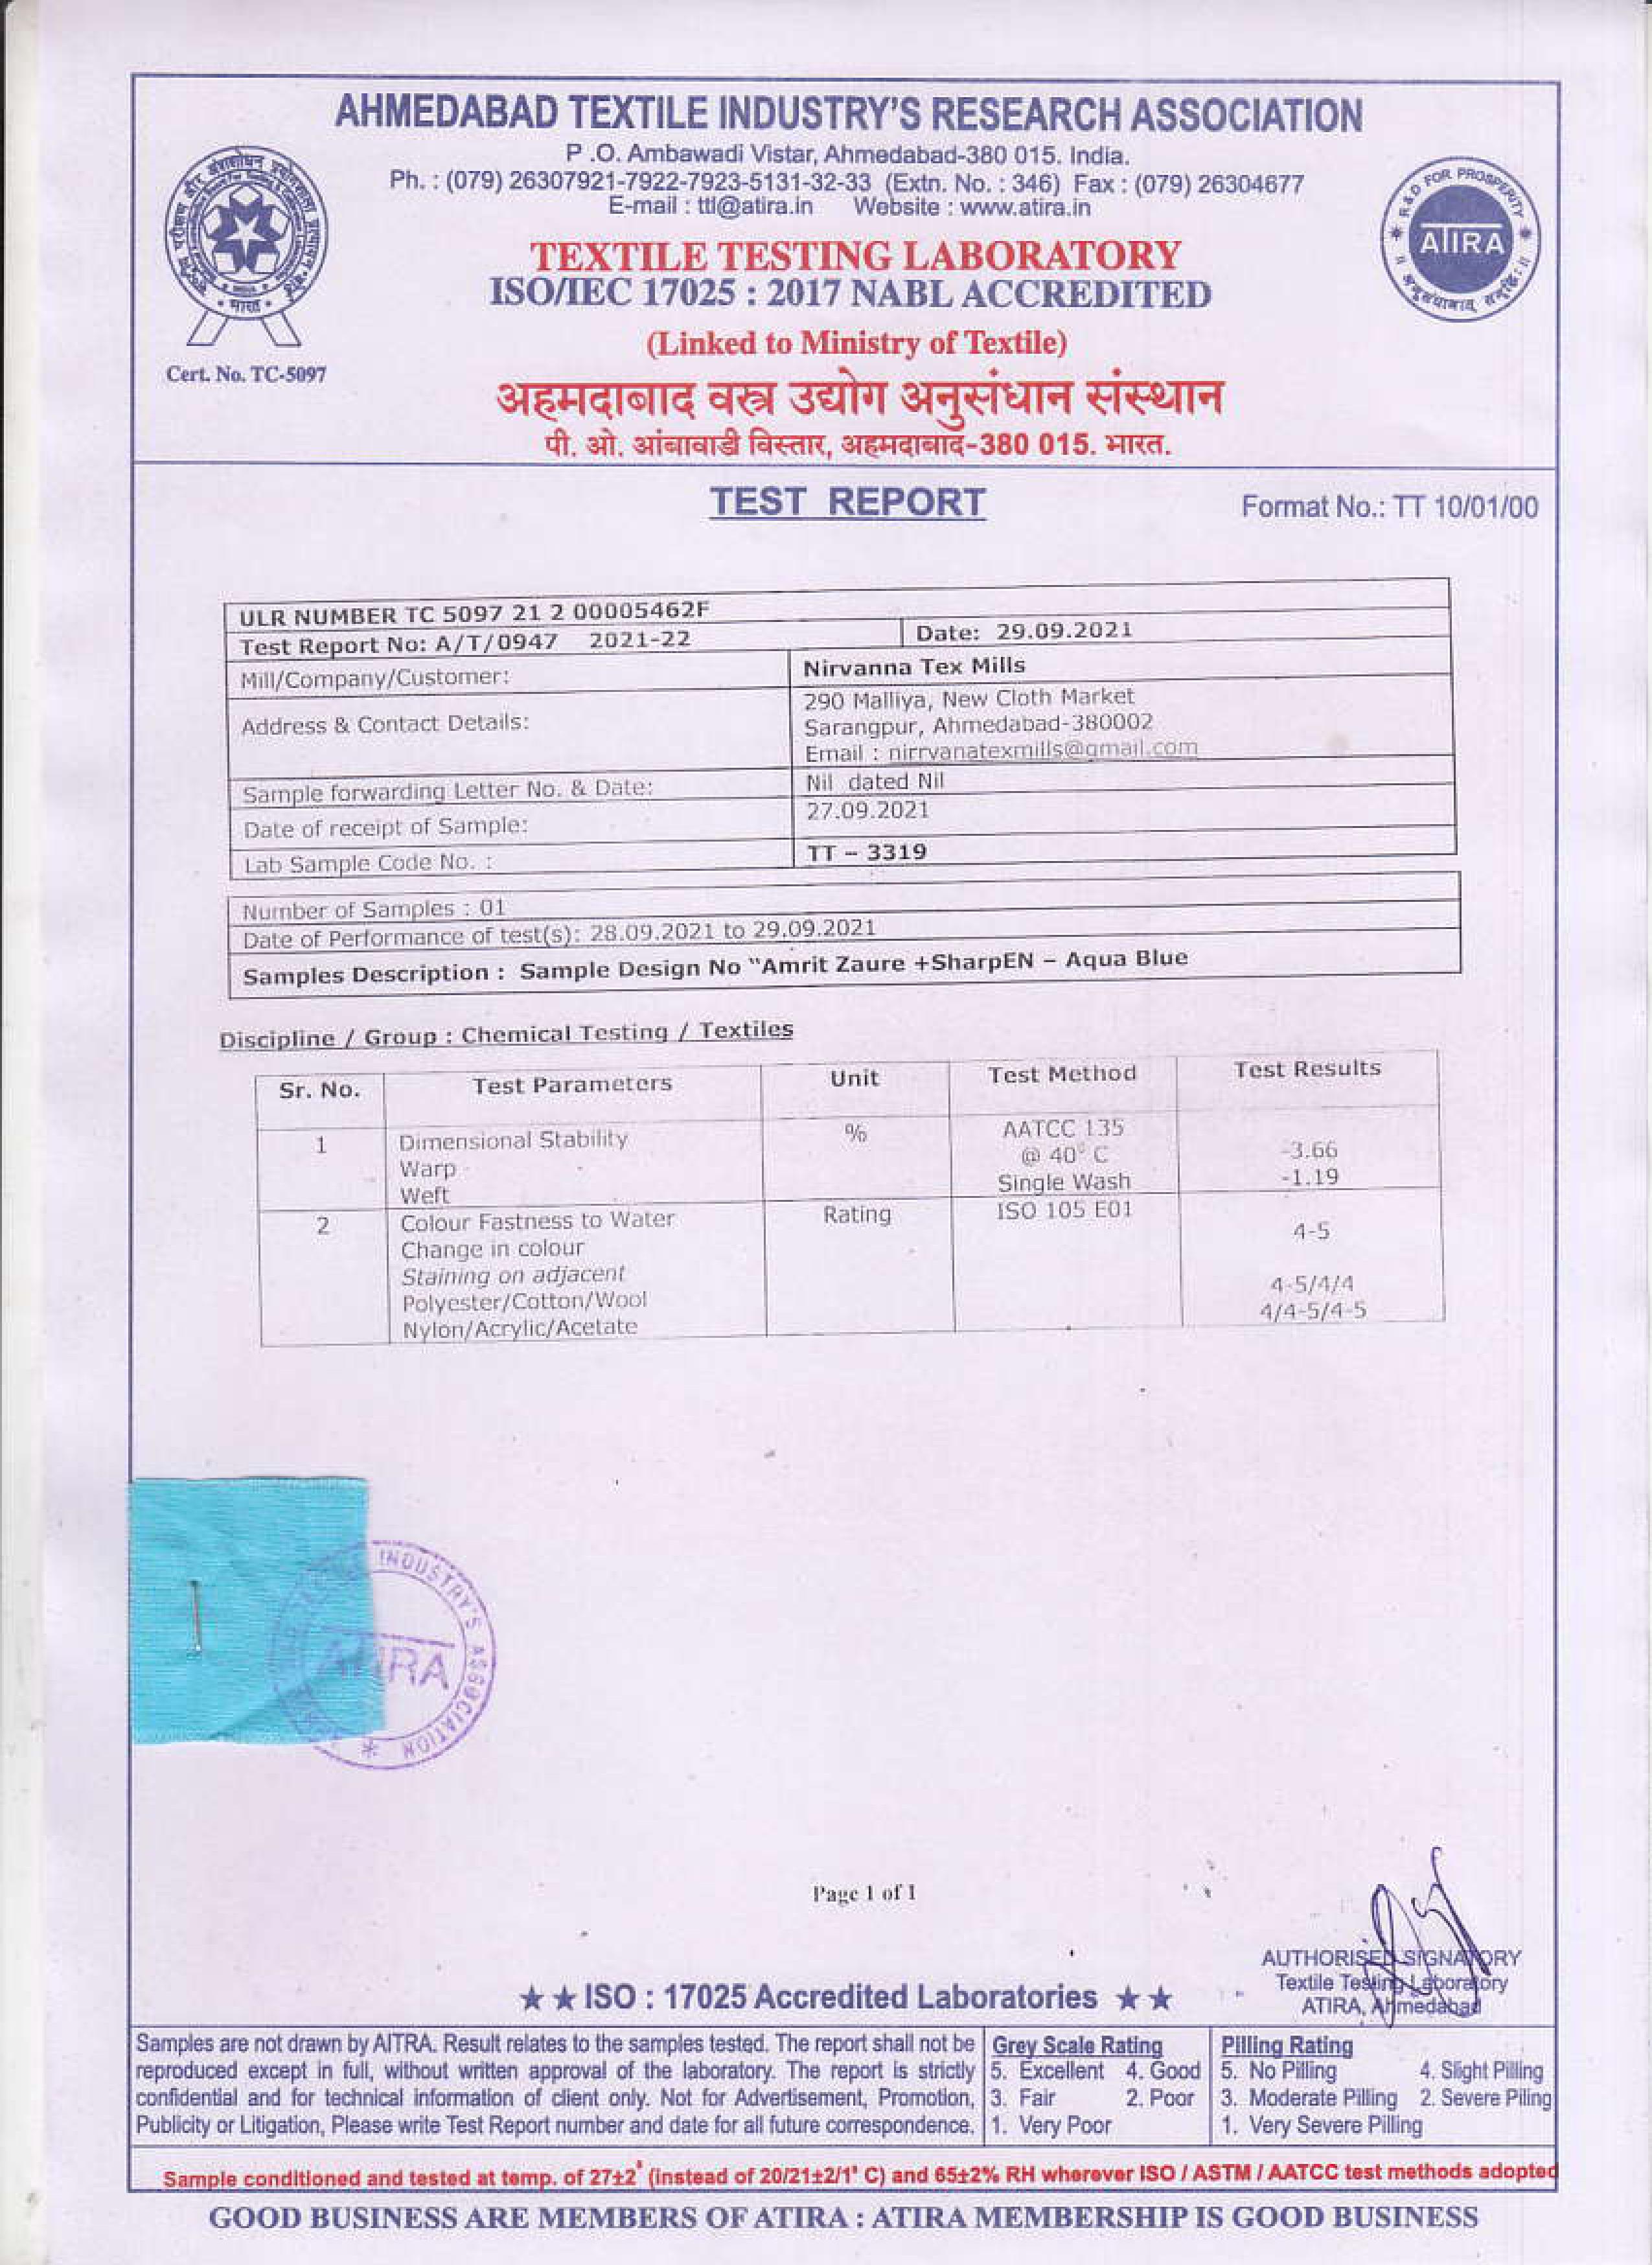 AHMEDABAD TEXTILE INDUSTRY'S RESEARCH ASSOCIATION
P .O. Ambawadi Vistar, Ahmedabad-380 015. India.
Ph. : (079) 26307921-7922-7923-5131-32-33 (Extn. No. : 346) Fax : (079) 26304677
E-mail : ttl@atira.in Website : www.atira.in
TEXTILE TESTING LABORATORY
ISO/IEC 17025 : 2017 NABL ACCREDITED
(Linked to Ministry of Textile)
भारत
Cert. No. TC-5097
R & D FOR PROSPERITY
ATIRA
अहमदाबाद वस्त्र उद्योग अनुसंधान संस्थान
पी. ओ. आंबावाडी विस्तार, अहमदाबाद-380 015. भारत.
TEST REPORT
Format No.: TT 10/01/00
ULR NUMBER TC 5097 21 2 00005462F
Test Report No: A/T/0947 2021-22 Date: 29.09.2021
Mill/Company/Customer: Nirvanna Tex Mills
Address & Contact Details: 290 Malliya, New Cloth Market
Sarangpur, Ahmedabad-380002
Email : nirrvanatexmills@gmail.com
Sample forwarding Letter No. & Date: Nil dated Nil
Date of receipt of Sample: 27.09.2021
Lab Sample Code No. : TT – 3319
Number of Samples : 01
Date of Performance of test(s): 28.09.2021 to 29.09.2021
Samples Description : Sample Design No "Amrit Zaure +SharpEN – Aqua Blue
Discipline / Group : Chemical Testing / Textiles
Sr. No. Test Parameters Unit Test Method Test Results
1 Dimensional Stability % AATCC 135
Warp @ 40° C -3.66
Weft Single Wash -1.19
2 Colour Fastness to Water Rating ISO 105 E01
Change in colour 4-5
Staining on adjacent
Polyester/Cotton/Wool 4-5/4/4
Nylon/Acrylic/Acetate 4/4-5/4-5
INDUSTRY'S ASSOCIATION
ATIRA
Page 1 of 1
AUTHORISED SIGNATORY
Textile Testing Laboratory
ATIRA, Ahmedabad
★ ★ ISO : 17025 Accredited Laboratories ★ ★
Samples are not drawn by AITRA. Result relates to the samples tested. The report shall not be
reproduced except in full, without written approval of the laboratory. The report is strictly
confidential and for technical information of client only. Not for Advertisement, Promotion,
Publicity or Litigation, Please write Test Report number and date for all future correspondence.
Grey Scale Rating
5. Excellent 4. Good
3. Fair 2. Poor
1. Very Poor
Pilling Rating
5. No Pilling 4. Slight Pilling
3. Moderate Pilling 2. Severe Piling
1. Very Severe Pilling
Sample conditioned and tested at temp. of 27±2° (instead of 20/21±2/1° C) and 65±2% RH wherever ISO / ASTM / AATCC test methods adopted
GOOD BUSINESS ARE MEMBERS OF ATIRA : ATIRA MEMBERSHIP IS GOOD BUSINESS